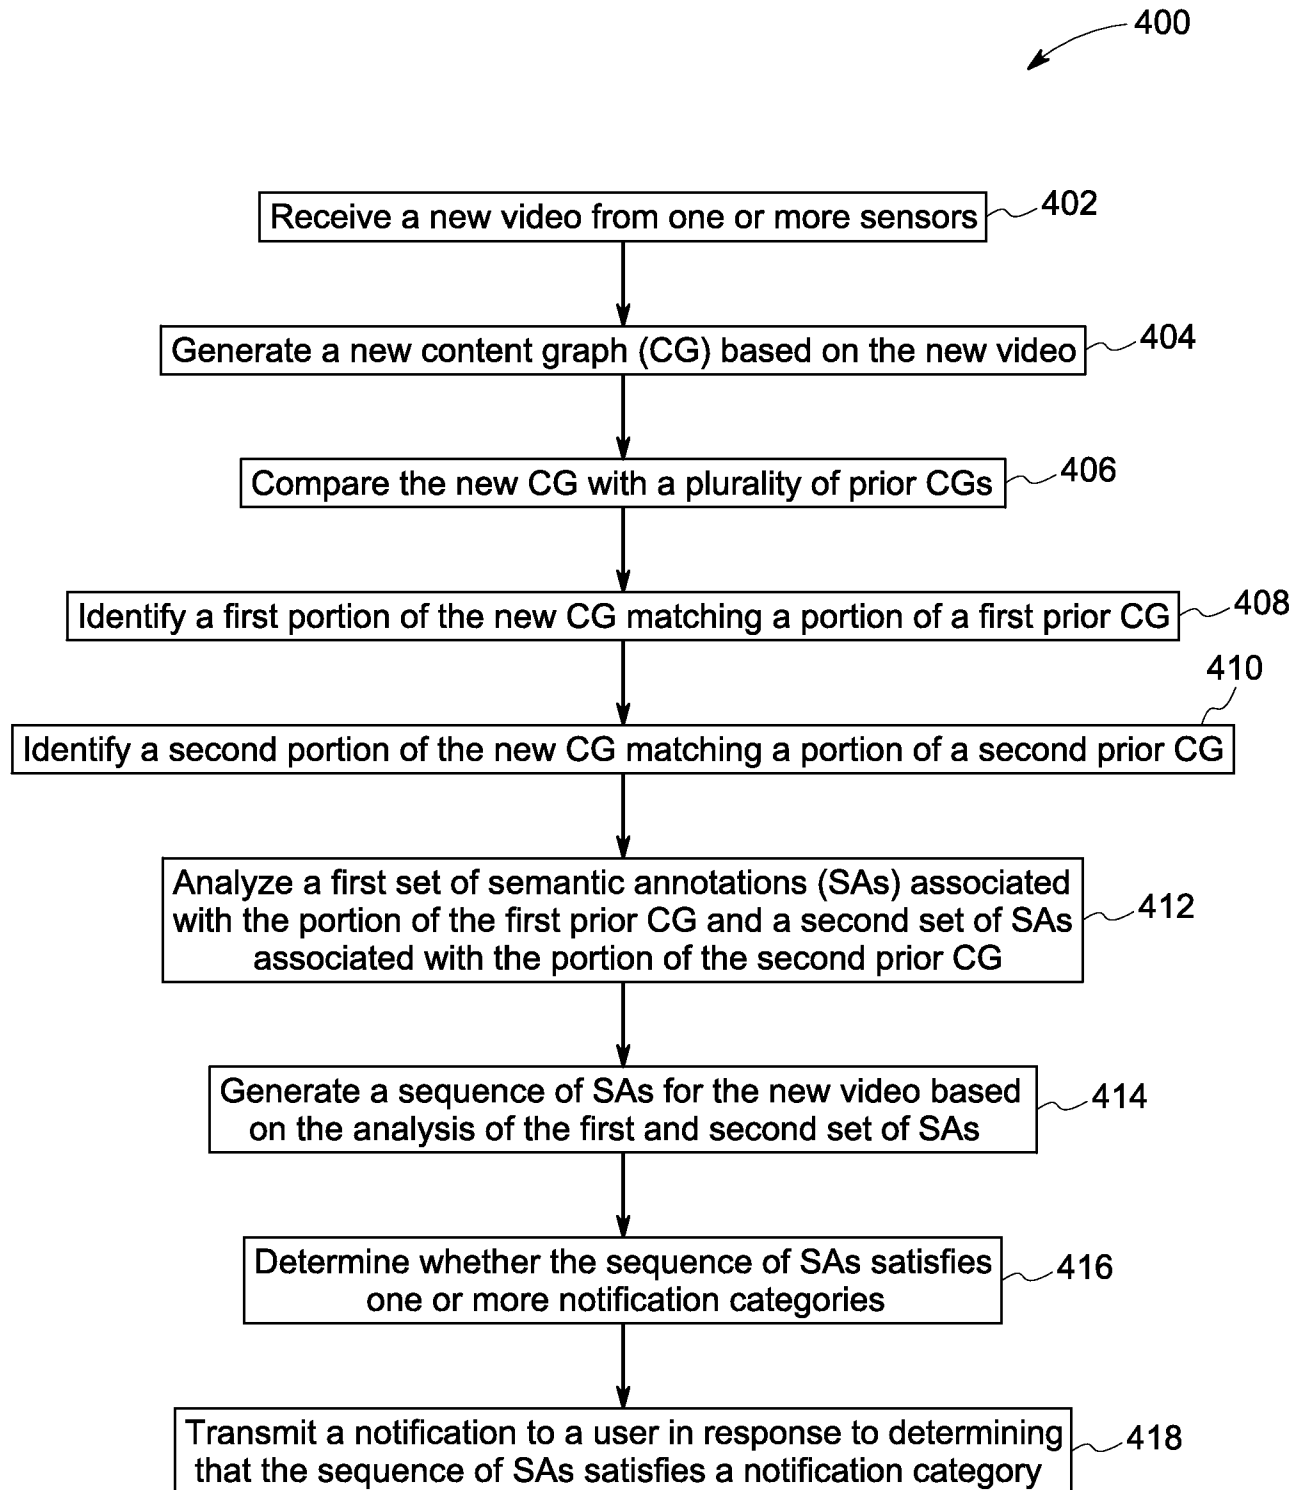 400
Receive a new video from one or more sensors
402
Generate a new content graph (CG) based on the new video
404
Compare the new CG with a plurality of prior CGs
406
Identify a first portion of the new CG matching a portion of a first prior CG
408
410
Identify a second portion of the new CG matching a portion of a second prior CG
Analyze a first set of semantic annotations (SAs) associated
with the portion of the first prior CG and a second set of SAs
associated with the portion of the second prior CG
412
Generate a sequence of SAs for the new video based
on the analysis of the first and second set of SAs
414
Determine whether the sequence of SAs satisfies
one or more notification categories
416
Transmit a notification to a user in response to determining
that the sequence of SAs satisfies a notification category
418